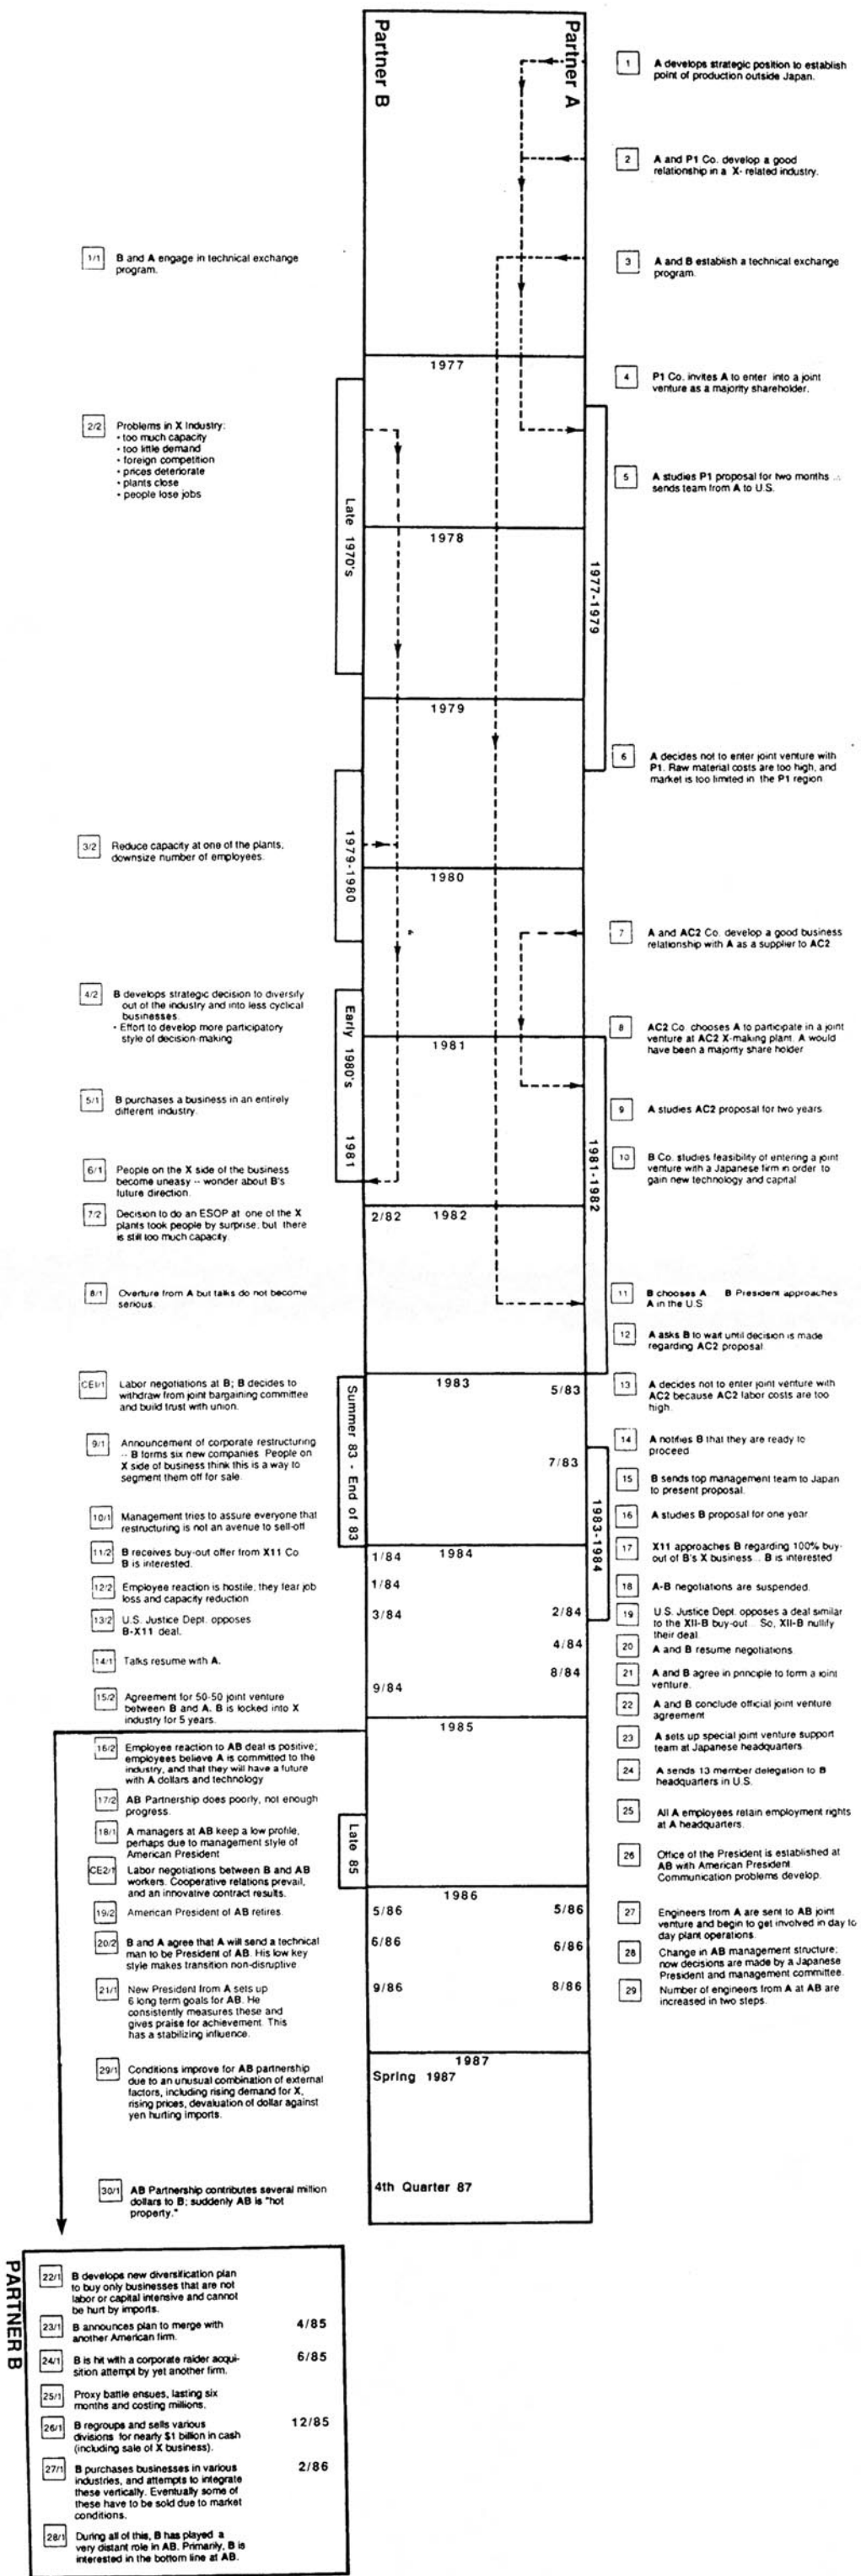 Partner B
Partner A
1
A develops strategic position to establish
point of production outside Japan.
2
A and P1 Co. develop a good
relationship in a X- related industry.
3
A and B establish a technical exchange
program.
4
P1 Co. invites A to enter into a joint
venture as a majority shareholder.
5
A studies P1 proposal for two months ...
sends team from A to U.S.
6
A decides not to enter joint venture with
P1. Raw material costs are too high, and
market is too limited in the P1 region
7
A and AC2 Co. develop a good business
relationship with A as a supplier to AC2
8
AC2 Co. chooses A to participate in a joint
venture at AC2 X-making plant. A would
have been a majority share holder
9
A studies AC2 proposal for two years
10
B Co. studies feasibility of entering a joint
venture with a Japanese firm in order to
gain new technology and capital
11
B chooses A B President approaches
A in the U.S
12
A asks B to wait until decision is made
regarding AC2 proposal.
13
A decides not to enter joint venture with
AC2 because AC2 labor costs are too
high.
14
A notifies B that they are ready to
proceed
15
B sends top management team to Japan
to present proposal.
16
A studies B proposal for one year
17
X11 approaches B regarding 100% buy-
out of B's X business... B is interested
18
A-B negotiations are suspended.
19
U.S. Justice Dept. opposes a deal similar
to the XII-B buy-out... So, XII-B nullify
their deal
20
A and B resume negotiations
21
A and B agree in principle to form a joint
venture.
22
A and B conclude official joint venture
agreement
23
A sets up special joint venture support
team at Japanese headquarters
24
A sends 13 member delegation to B
headquarters in U.S.
25
All A employees retain employment rights
at A headquarters.
26
Office of the President is established at
AB with American President
Communication problems develop.
27
Engineers from A are sent to AB joint
venture and begin to get involved in day to
day plant operations.
28
Change in AB management structure;
now decisions are made by a Japanese
President and management committee.
29
Number of engineers from A at AB are
increased in two steps.
1977
1978
1979
1980
1981
2/82 1982
1983
5/83
7/83
1/84 1984
1/84
3/84 2/84
4/84
8/84
9/84
1985
1986
5/86 5/86
6/86 6/86
9/86 8/86
1987
Spring 1987
4th Quarter 87
1977-1979
1981-1982
1983-1984
Late 1970's
1979-1980
Early 1980's 1981
Summer 83 - End of 83
Late 85
1/1
B and A engage in technical exchange
program.
2/2
Problems in X Industry:
• too much capacity
• too little demand
• foreign competition
• prices deteriorate
• plants close
• people lose jobs
3/2
Reduce capacity at one of the plants,
downsize number of employees.
4/2
B develops strategic decision to diversify
out of the industry and into less cyclical
businesses.
• Effort to develop more participatory
style of decision-making
5/1
B purchases a business in an entirely
different industry.
6/1
People on the X side of the business
become uneasy -- wonder about B's
future direction.
7/2
Decision to do an ESOP at one of the X
plants took people by surprise; but there
is still too much capacity.
8/1
Overture from A but talks do not become
serious.
CE1/1
Labor negotiations at B; B decides to
withdraw from joint bargaining committee
and build trust with union.
9/1
Announcement of corporate restructuring
-- B forms six new companies. People on
X side of business think this is a way to
segment them off for sale.
10/1
Management tries to assure everyone that
restructuring is not an avenue to sell-off
11/2
B receives buy-out offer from X11 Co
B is interested.
12/2
Employee reaction is hostile; they fear job
loss and capacity reduction
13/2
U.S. Justice Dept. opposes
B-X11 deal.
14/1
Talks resume with A.
15/2
Agreement for 50-50 joint venture
between B and A. B is locked into X
industry for 5 years.
16/2
Employee reaction to AB deal is positive;
employees believe A is committed to the
industry, and that they will have a future
with A dollars and technology
17/2
AB Partnership does poorly, not enough
progress.
18/1
A managers at AB keep a low profile,
perhaps due to management style of
American President
CE2/1
Labor negotiations between B and AB
workers. Cooperative relations prevail,
and an innovative contract results.
19/2
American President of AB retires.
20/2
B and A agree that A will send a technical
man to be President of AB. His low key
style makes transition non-disruptive
21/1
New President from A sets up
6 long term goals for AB. He
consistently measures these and
gives praise for achievement. This
has a stabilizing influence.
29/1
Conditions improve for AB partnership
due to an unusual combination of external
factors, including rising demand for X,
rising prices, devaluation of dollar against
yen hurting imports.
30/1
AB Partnership contributes several million
dollars to B; suddenly AB is "hot
property."
PARTNER B
22/1
B develops new diversification plan
to buy only businesses that are not
labor or capital intensive and cannot
be hurt by imports.
23/1
B announces plan to merge with 4/85
another American firm.
24/1
B is hit with a corporate raider acqui- 6/85
sition attempt by yet another firm.
25/1
Proxy battle ensues, lasting six
months and costing millions.
26/1
B regroups and sells various 12/85
divisions for nearly $1 billion in cash
(including sale of X business).
27/1
B purchases businesses in various 2/86
industries, and attempts to integrate
these vertically. Eventually some of
these have to be sold due to market
conditions.
28/1
During all of this, B has played a
very distant role in AB. Primarily, B is
interested in the bottom line at AB.